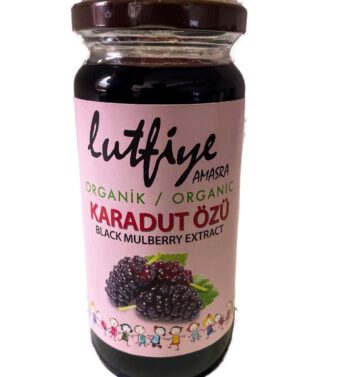 lutfiye
AMASRA
ORGANİK / ORGANIC
KARADUT ÖZÜ
BLACK MULBERRY EXTRACT